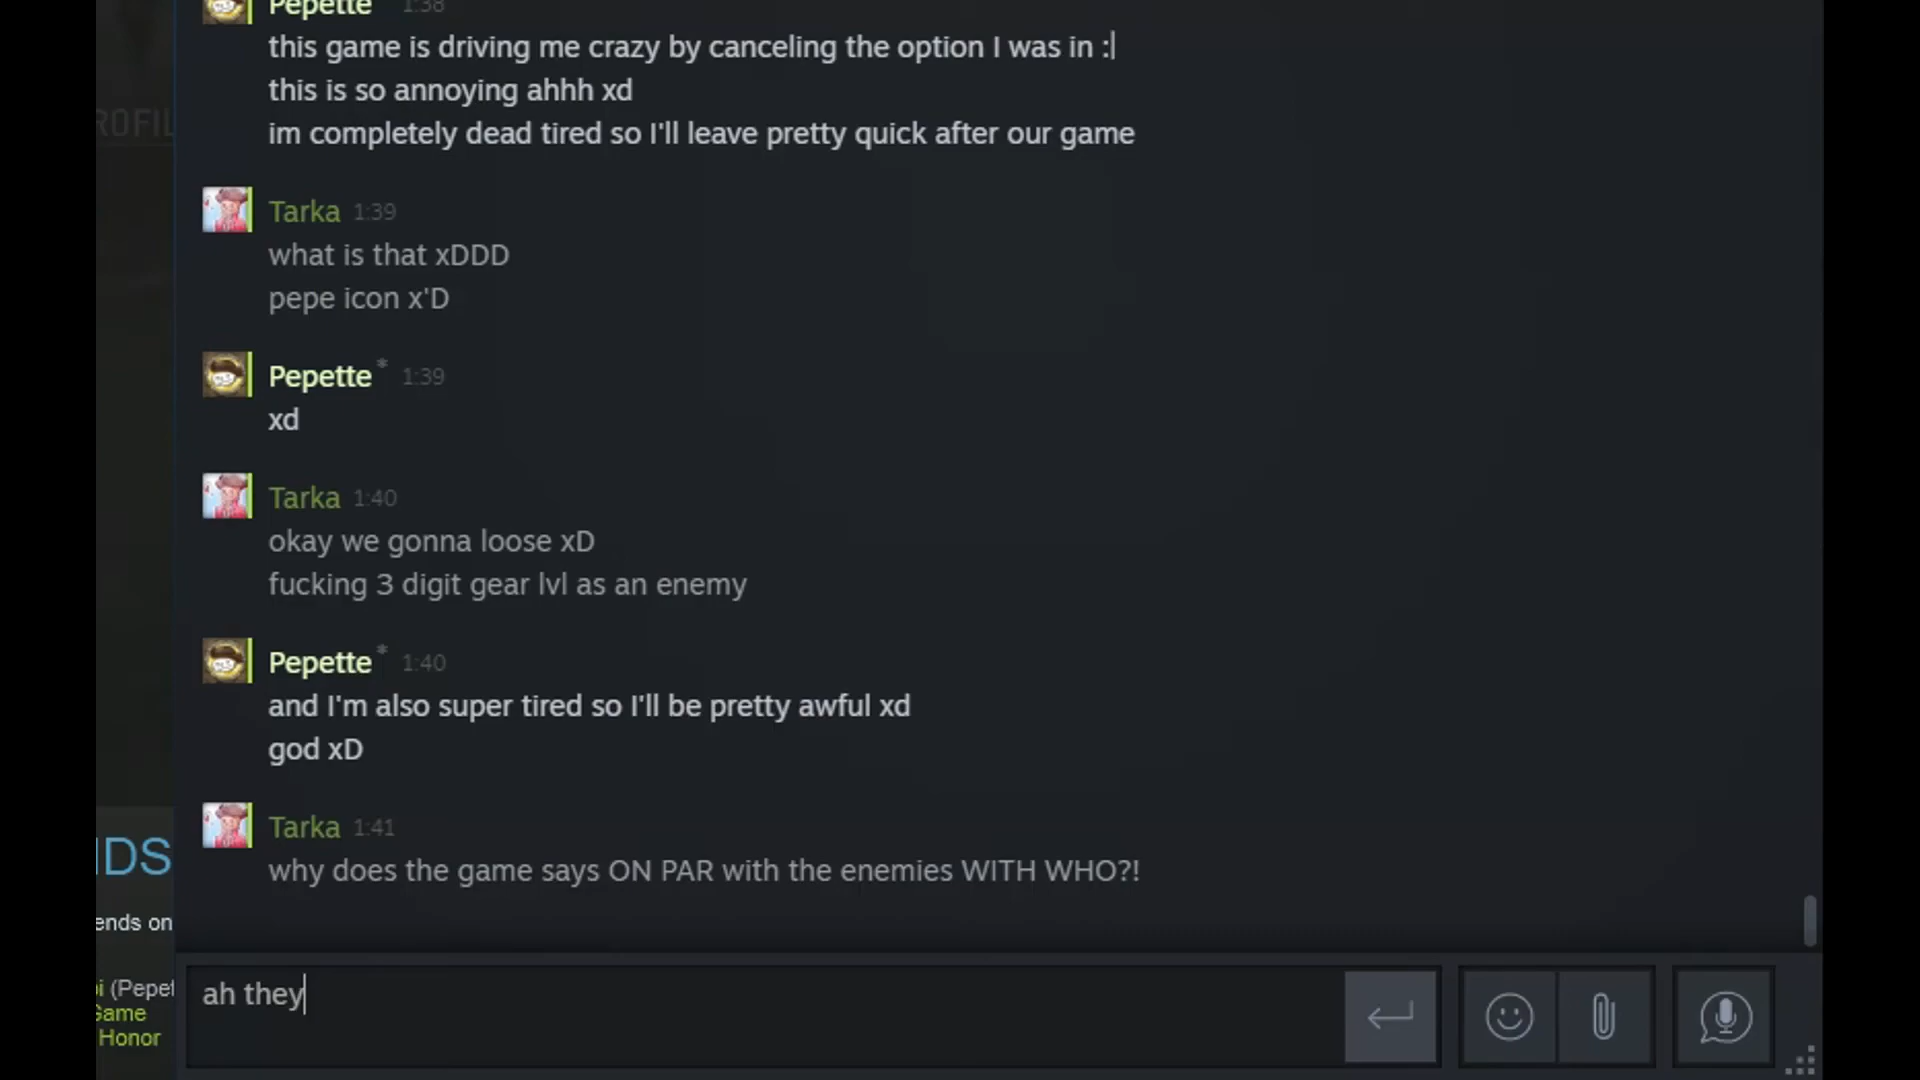 Pepette 1:38
this game is driving me crazy by canceling the option I was in :|
this is so annoying ahhh xd
im completely dead tired so I'll leave pretty quick after our game
ROFIL
Tarka 1:39
what is that xDDD
pepe icon x'D
Pepette* 1:39
xd
Tarka 1:40
okay we gonna loose xD
fucking 3 digit gear lvl as an enemy
Pepette* 1:40
and I'm also super tired so I'll be pretty awful xd
god xD
Tarka 1:41
why does the game says ON PAR with the enemies WITH WHO?!
IDS
ends on
i (Pepet
Game
Honor
ah they